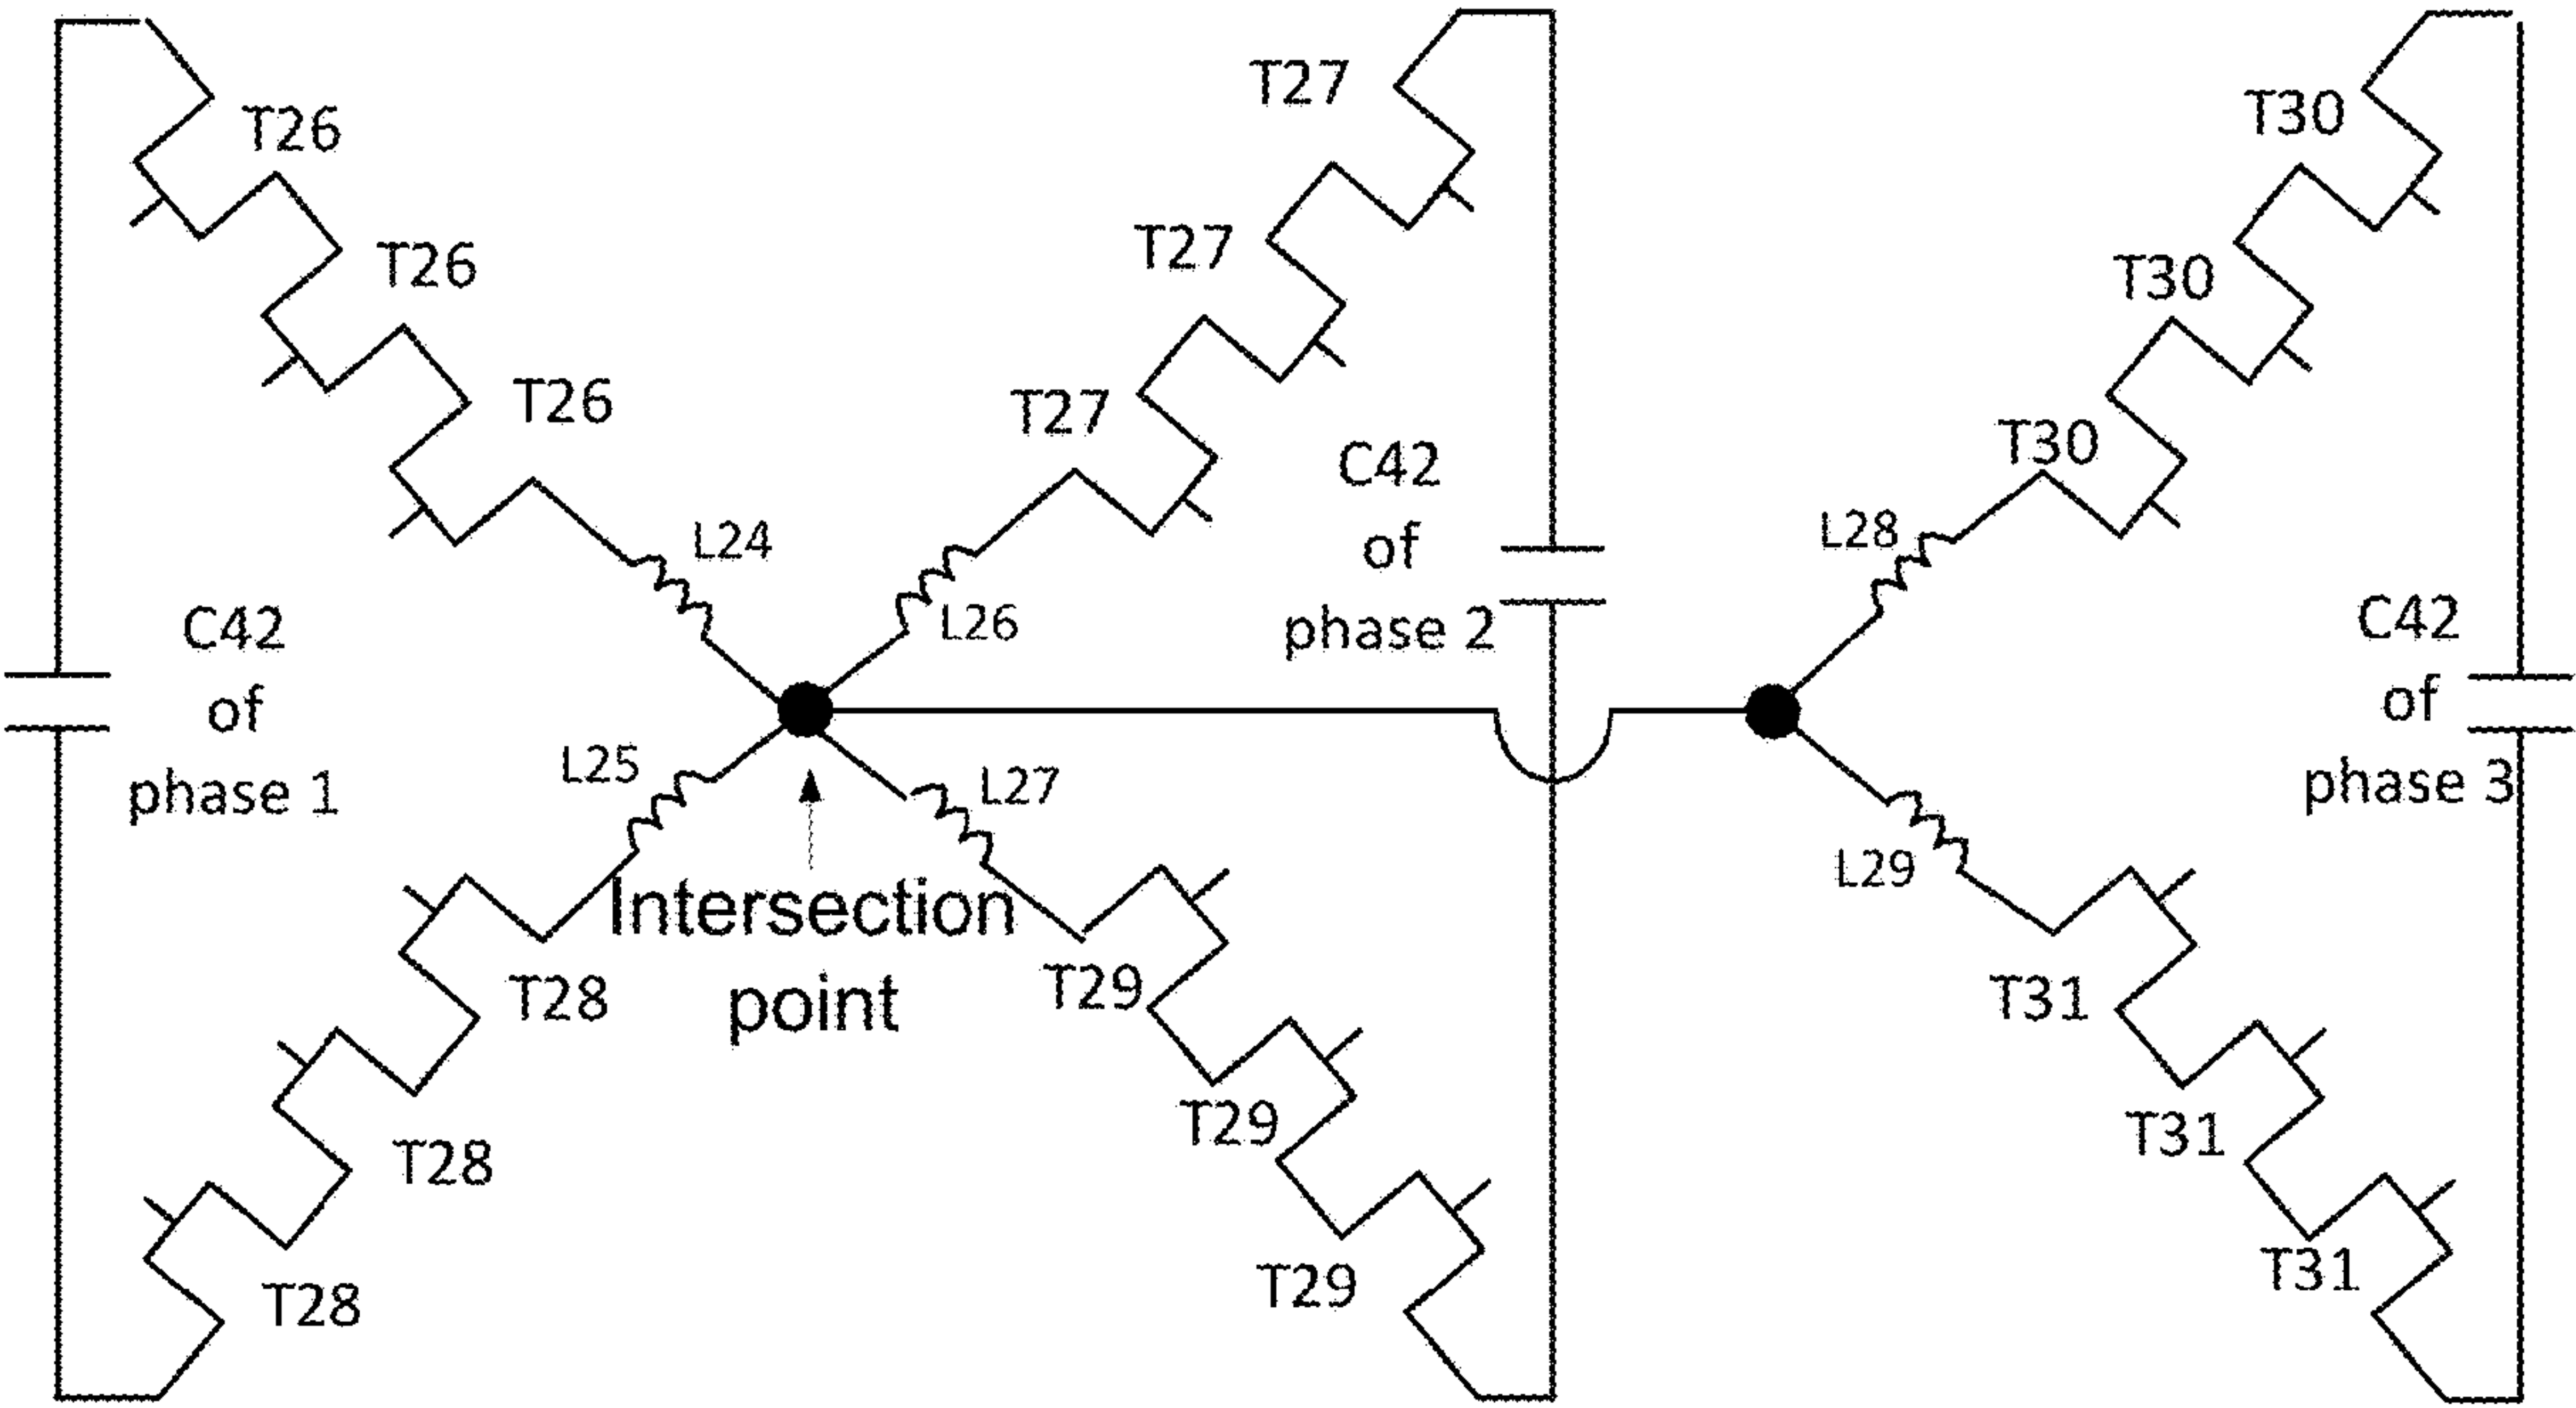 T26
T26
T26
L24
C42
of
phase 1
L25
T28
T28
T28
T27
T27
T27
L26
C42
of
phase 2
L27
Intersection
point
T29
T29
T29
T30
T30
T30
L28
C42
of
phase 3
L29
T31
T31
T31